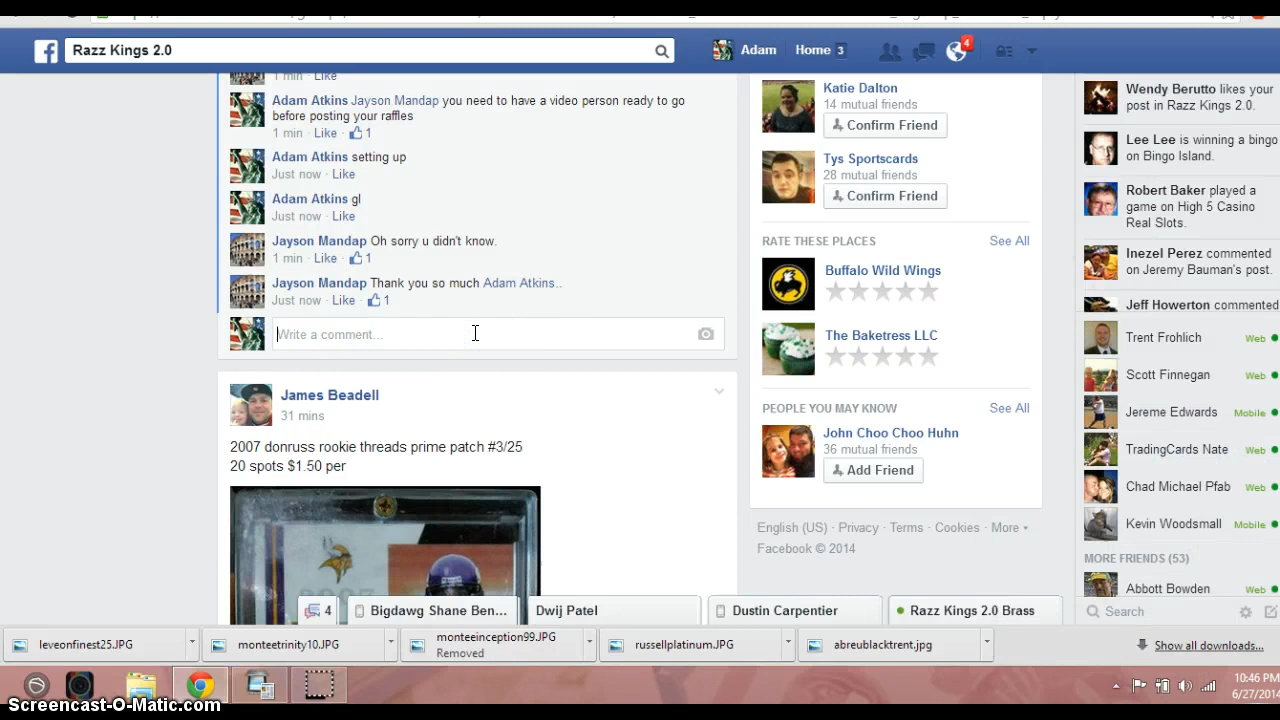 Razz Kings 2.0
Adam
Home 3
4
1 min · Like
Adam Atkins Jayson Mandap you need to have a video person ready to go
before posting your raffles
1 min · Like · 1
Adam Atkins setting up
Just now · Like
Adam Atkins gl
Just now · Like
Jayson Mandap Oh sorry u didn't know.
1 min · Like · 1
Jayson Mandap Thank you so much Adam Atkins..
Just now · Like · 1
Write a comment...
James Beadell
31 mins
2007 donruss rookie threads prime patch #3/25
20 spots $1.50 per
Katie Dalton
14 mutual friends
Confirm Friend
Tys Sportscards
28 mutual friends
Confirm Friend
RATE THESE PLACES See All
Buffalo Wild Wings
The Baketress LLC
PEOPLE YOU MAY KNOW See All
John Choo Choo Huhn
36 mutual friends
Add Friend
English (US) · Privacy · Terms · Cookies · More
Facebook © 2014
Wendy Berutto likes your
post in Razz Kings 2.0.
Lee Lee is winning a bingo
on Bingo Island.
Robert Baker played a
game on High 5 Casino
Real Slots.
Inezel Perez commented
on Jeremy Bauman's post.
Jeff Howerton commented
Trent Frohlich Web
Scott Finnegan Web
Jereme Edwards Mobile
TradingCards Nate Web
Chad Michael Pfab Web
Kevin Woodsmall Mobile
MORE FRIENDS (53)
Abbott Bowden Web
Search
4
Bigdawg Shane Ben...
Dwij Patel
Dustin Carpentier
Razz Kings 2.0 Brass
leveonfinest25.JPG
monteetrinity10.JPG
monteeinception99.JPG
Removed
russellplatinum.JPG
abreublacktrent.jpg
Show all downloads...
10:46 PM
6/27/2014
Screencast-O-Matic.com